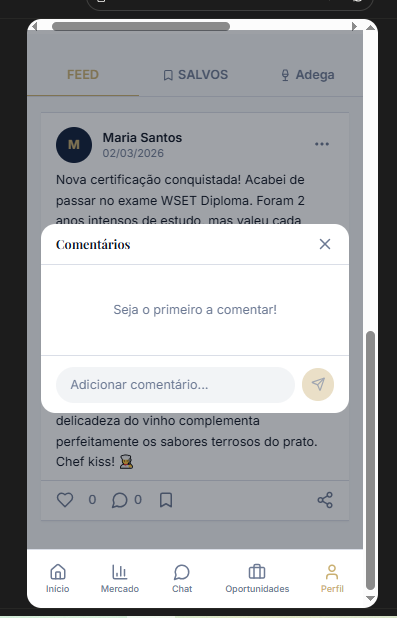 FEED SALVOS Adega
M
Maria Santos
02/03/2026
Nova certificação conquistada! Acabei de
passar no exame WSET Diploma. Foram 2
anos intensos de estudo, mas valeu cada
Comentários
Seja o primeiro a comentar!
Adicionar comentário...
delicadeza do vinho complementa
perfeitamente os sabores terrosos do prato.
Chef kiss! 👨‍🍳
0 0
Início Mercado Chat Oportunidades Perfil